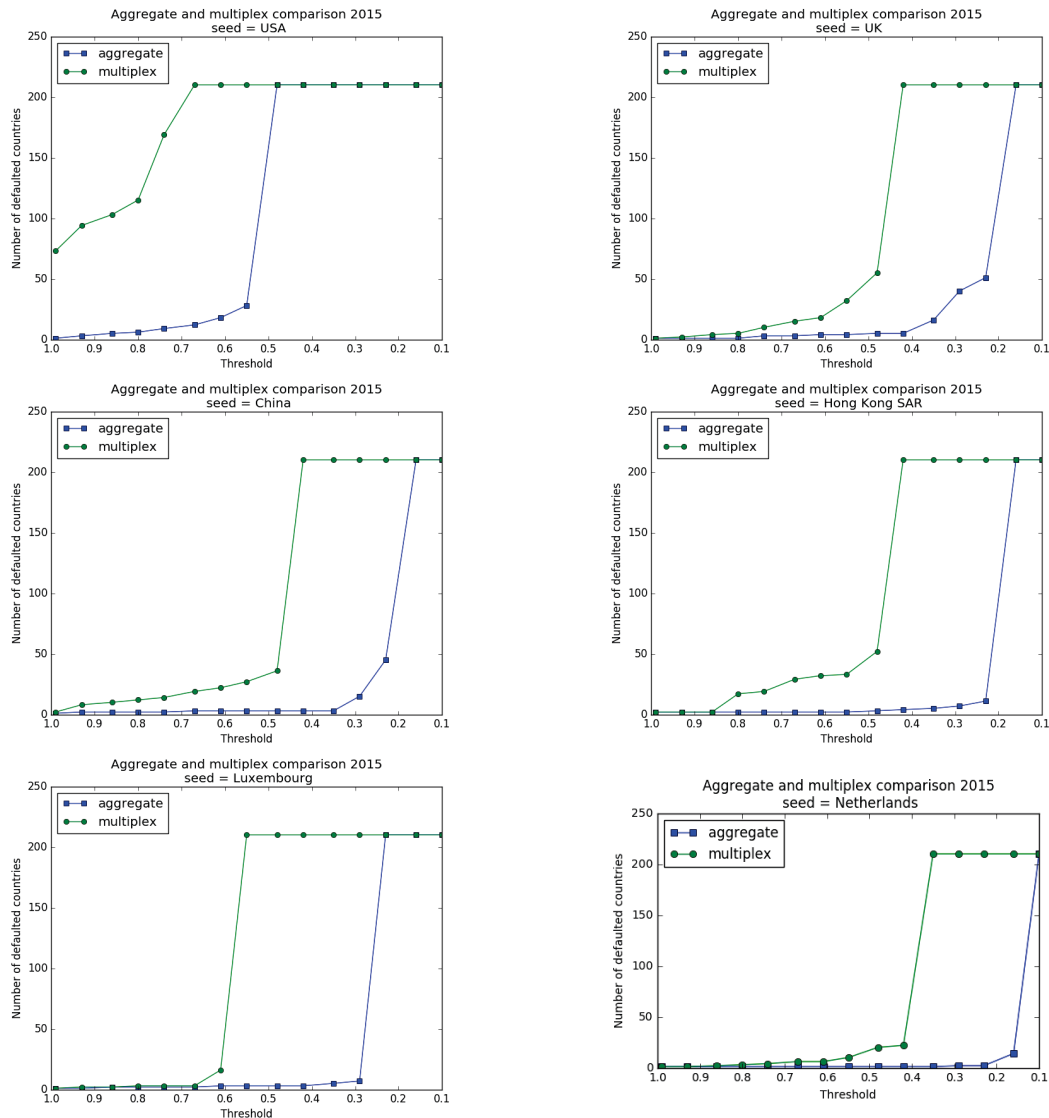 Aggregate and multiplex comparison 2015
seed = USA
250
200
150
100
50
0
Number of defaulted countries
aggregate
multiplex
1.0 0.9 0.8 0.7 0.6 0.5 0.4 0.3 0.2 0.1
Threshold
Aggregate and multiplex comparison 2015
seed = UK
250
200
150
100
50
0
Number of defaulted countries
aggregate
multiplex
1.0 0.9 0.8 0.7 0.6 0.5 0.4 0.3 0.2 0.1
Threshold
Aggregate and multiplex comparison 2015
seed = China
250
200
150
100
50
0
Number of defaulted countries
aggregate
multiplex
1.0 0.9 0.8 0.7 0.6 0.5 0.4 0.3 0.2 0.1
Threshold
Aggregate and multiplex comparison 2015
seed = Hong Kong SAR
250
200
150
100
50
0
Number of defaulted countries
aggregate
multiplex
1.0 0.9 0.8 0.7 0.6 0.5 0.4 0.3 0.2 0.1
Threshold
Aggregate and multiplex comparison 2015
seed = Luxembourg
250
200
150
100
50
0
Number of defaulted countries
aggregate
multiplex
1.0 0.9 0.8 0.7 0.6 0.5 0.4 0.3 0.2 0.1
Threshold
Aggregate and multiplex comparison 2015
seed = Netherlands
250
200
150
100
50
0
Number of defaulted countries
aggregate
multiplex
1.0 0.9 0.8 0.7 0.6 0.5 0.4 0.3 0.2 0.1
Threshold